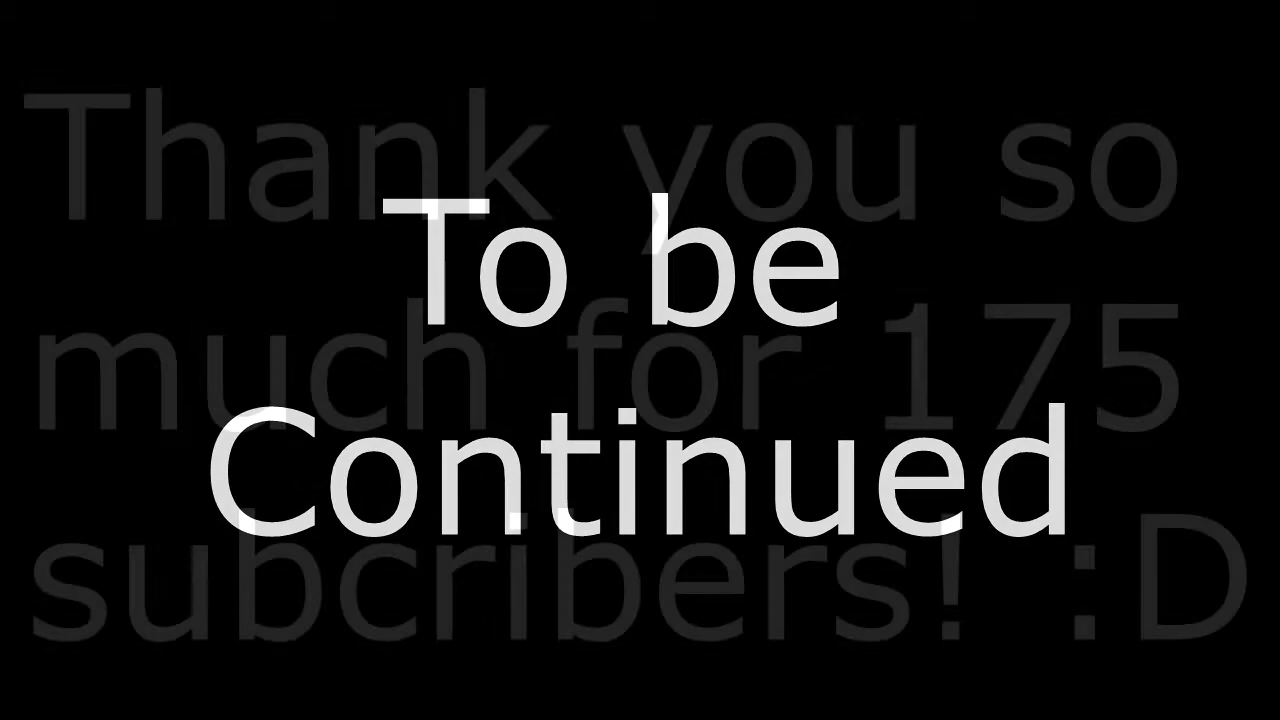 Thank you so
To be
much for 175
Continued
subcribers! :D